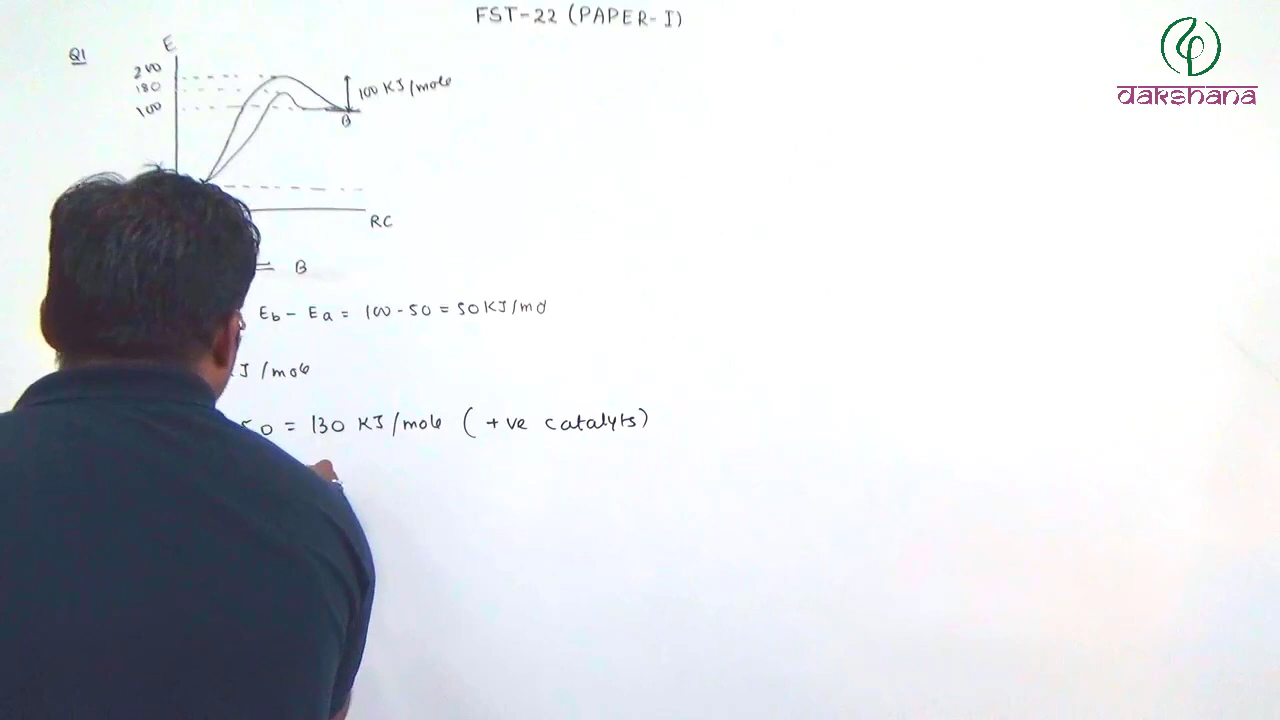 FST-22 (PAPER-I)
dakshana
Q1
E
200
180
100
100 KJ/mole
B
RC
B
Eb - Ea = 100 - 50 = 50 KJ/mol
J/mole
50 = 130 KJ/mole ( +ve catalyts)